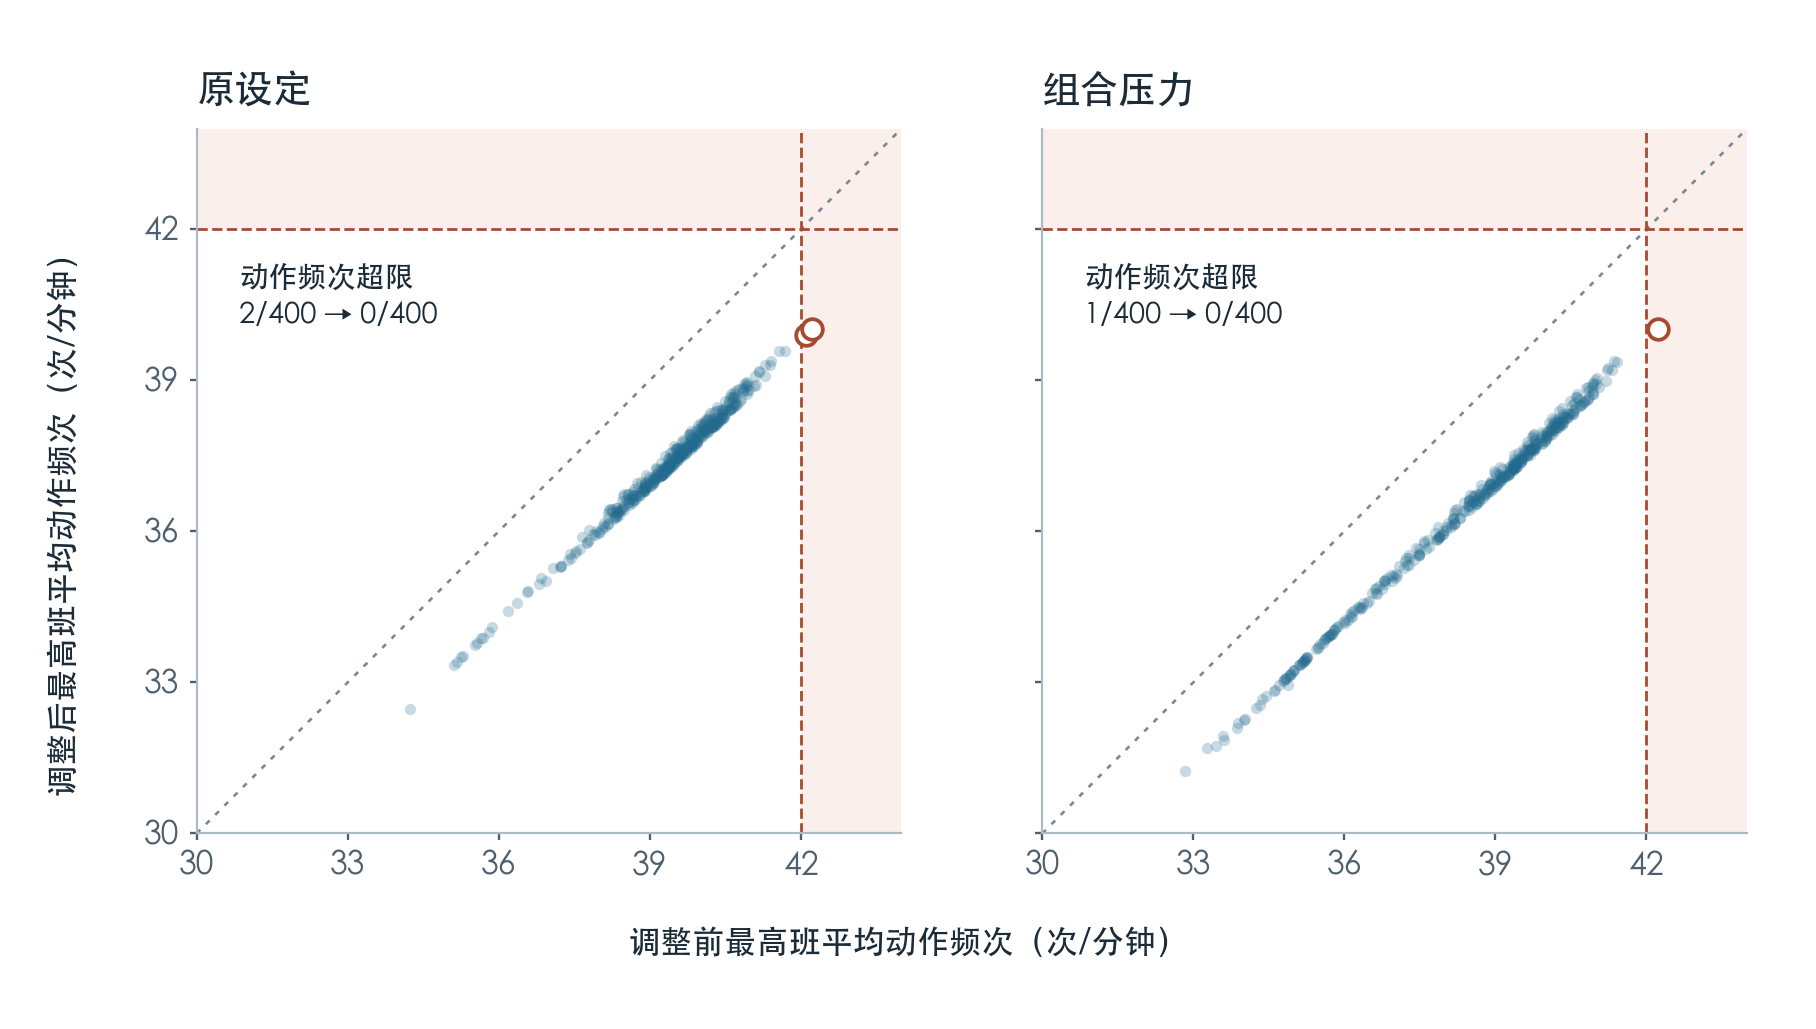 原设定
组合压力
动作频次超限
2/400 → 0/400
动作频次超限
1/400 → 0/400
调整后最高班平均动作频次（次/分钟）
42
39
36
33
30
30 33 36 39 42
30 33 36 39 42
调整前最高班平均动作频次（次/分钟）